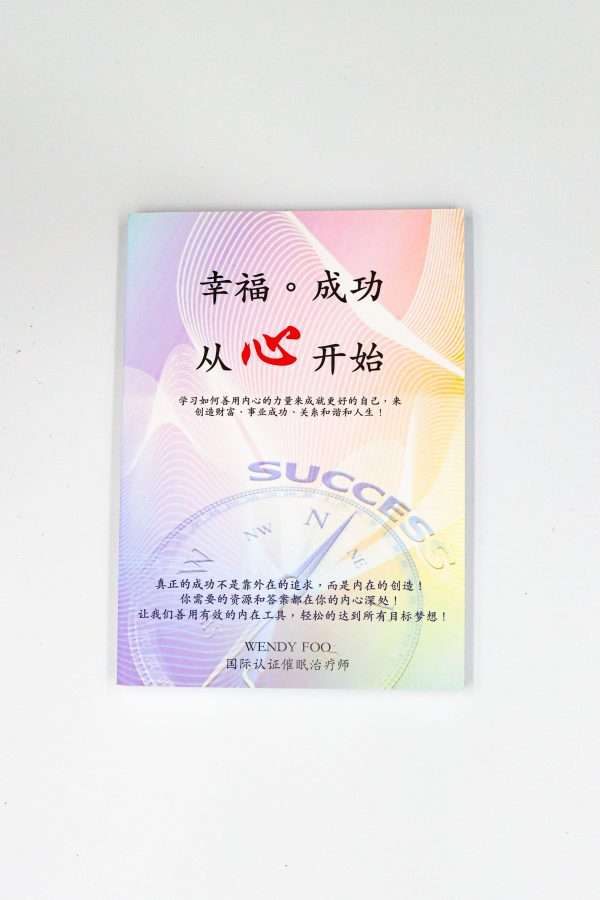 幸福。成功
从心开始
学习如何善用内心的力量来成就更好的自己，来
创造财富、事业成功、关系和谐和人生！
SUCCESS
W NW N NE
真正的成功不是靠外在的追求，而是内在的创造！
你需要的资源和答案都在你的内心深处！
让我们善用有效的内在工具，轻松的达到所有目标梦想！
WENDY FOO_
国际认证催眠治疗师